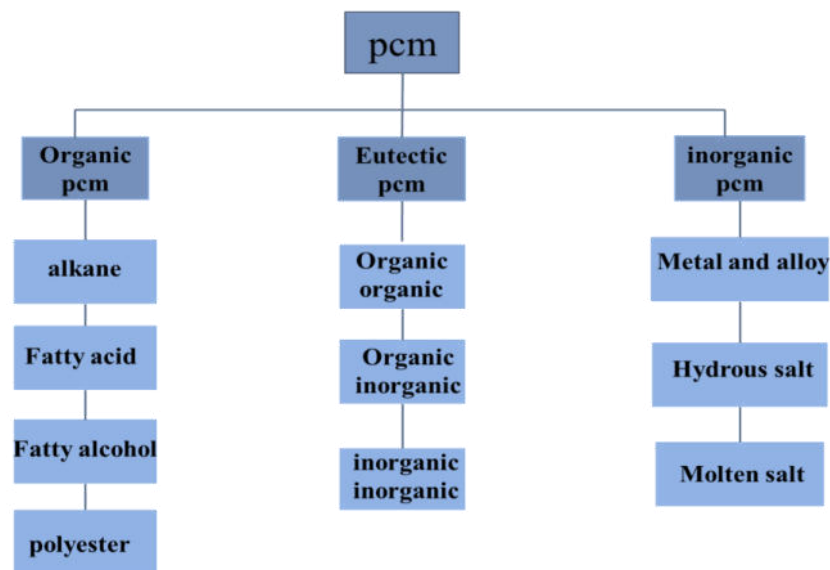 pcm
Organic
pcm
alkane
Fatty acid
Fatty alcohol
polyester
Eutectic
pcm
Organic
organic
Organic
inorganic
inorganic
inorganic
inorganic
pcm
Metal and alloy
Hydrous salt
Molten salt